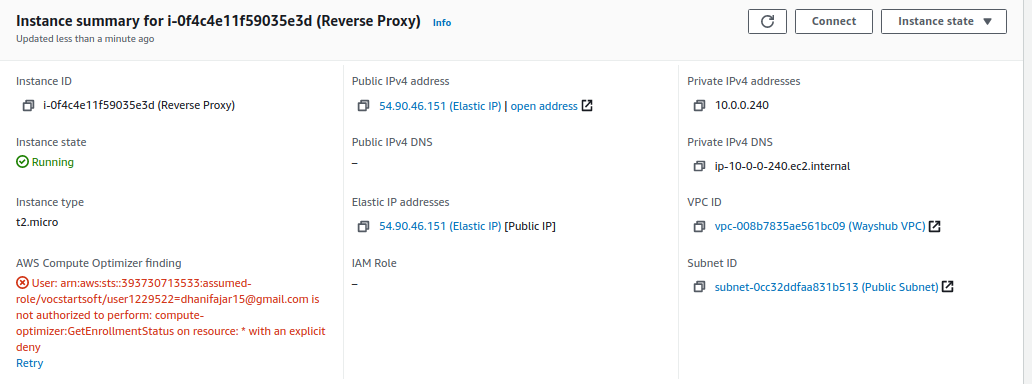 Instance summary for i-0f4c4e11f59035e3d (Reverse Proxy) Info
Updated less than a minute ago
Connect
Instance state
Instance ID
i-0f4c4e11f59035e3d (Reverse Proxy)
Public IPv4 address
54.90.46.151 (Elastic IP) | open address
Private IPv4 addresses
10.0.0.240
Instance state
Running
Public IPv4 DNS
–
Private IPv4 DNS
ip-10-0-0-240.ec2.internal
Instance type
t2.micro
Elastic IP addresses
54.90.46.151 (Elastic IP) [Public IP]
VPC ID
vpc-008b7835ae561bc09 (Wayshub VPC)
AWS Compute Optimizer finding
User: arn:aws:sts::393730713533:assumed-
role/vocstartsoft/user1229522=dhanifajar15@gmail.com is
not authorized to perform: compute-
optimizer:GetEnrollmentStatus on resource: * with an explicit
deny
Retry
IAM Role
–
Subnet ID
subnet-0cc32ddfaa831b513 (Public Subnet)